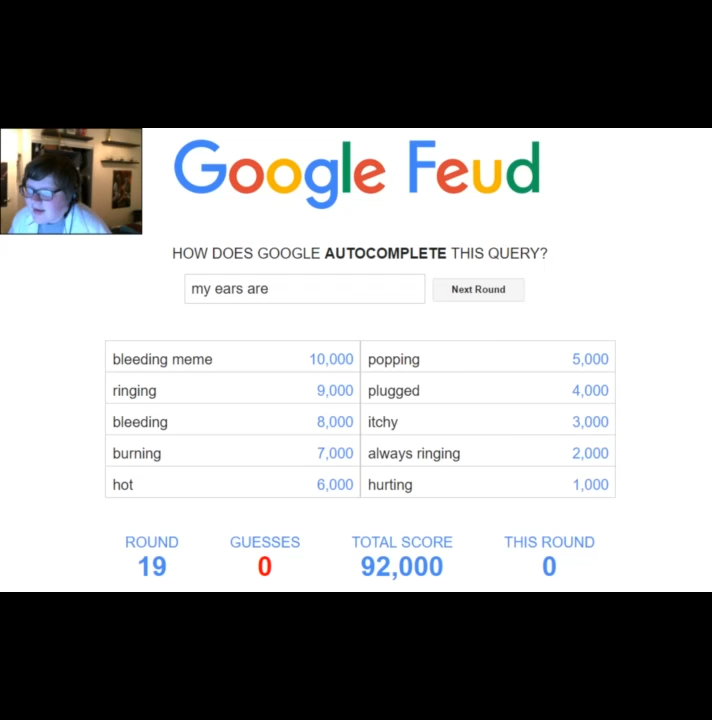 Google Feud
HOW DOES GOOGLE AUTOCOMPLETE THIS QUERY?
my ears are
Next Round
bleeding meme 10,000 popping 5,000
ringing 9,000 plugged 4,000
bleeding 8,000 itchy 3,000
burning 7,000 always ringing 2,000
hot 6,000 hurting 1,000
ROUND GUESSES TOTAL SCORE THIS ROUND
19 0 92,000 0